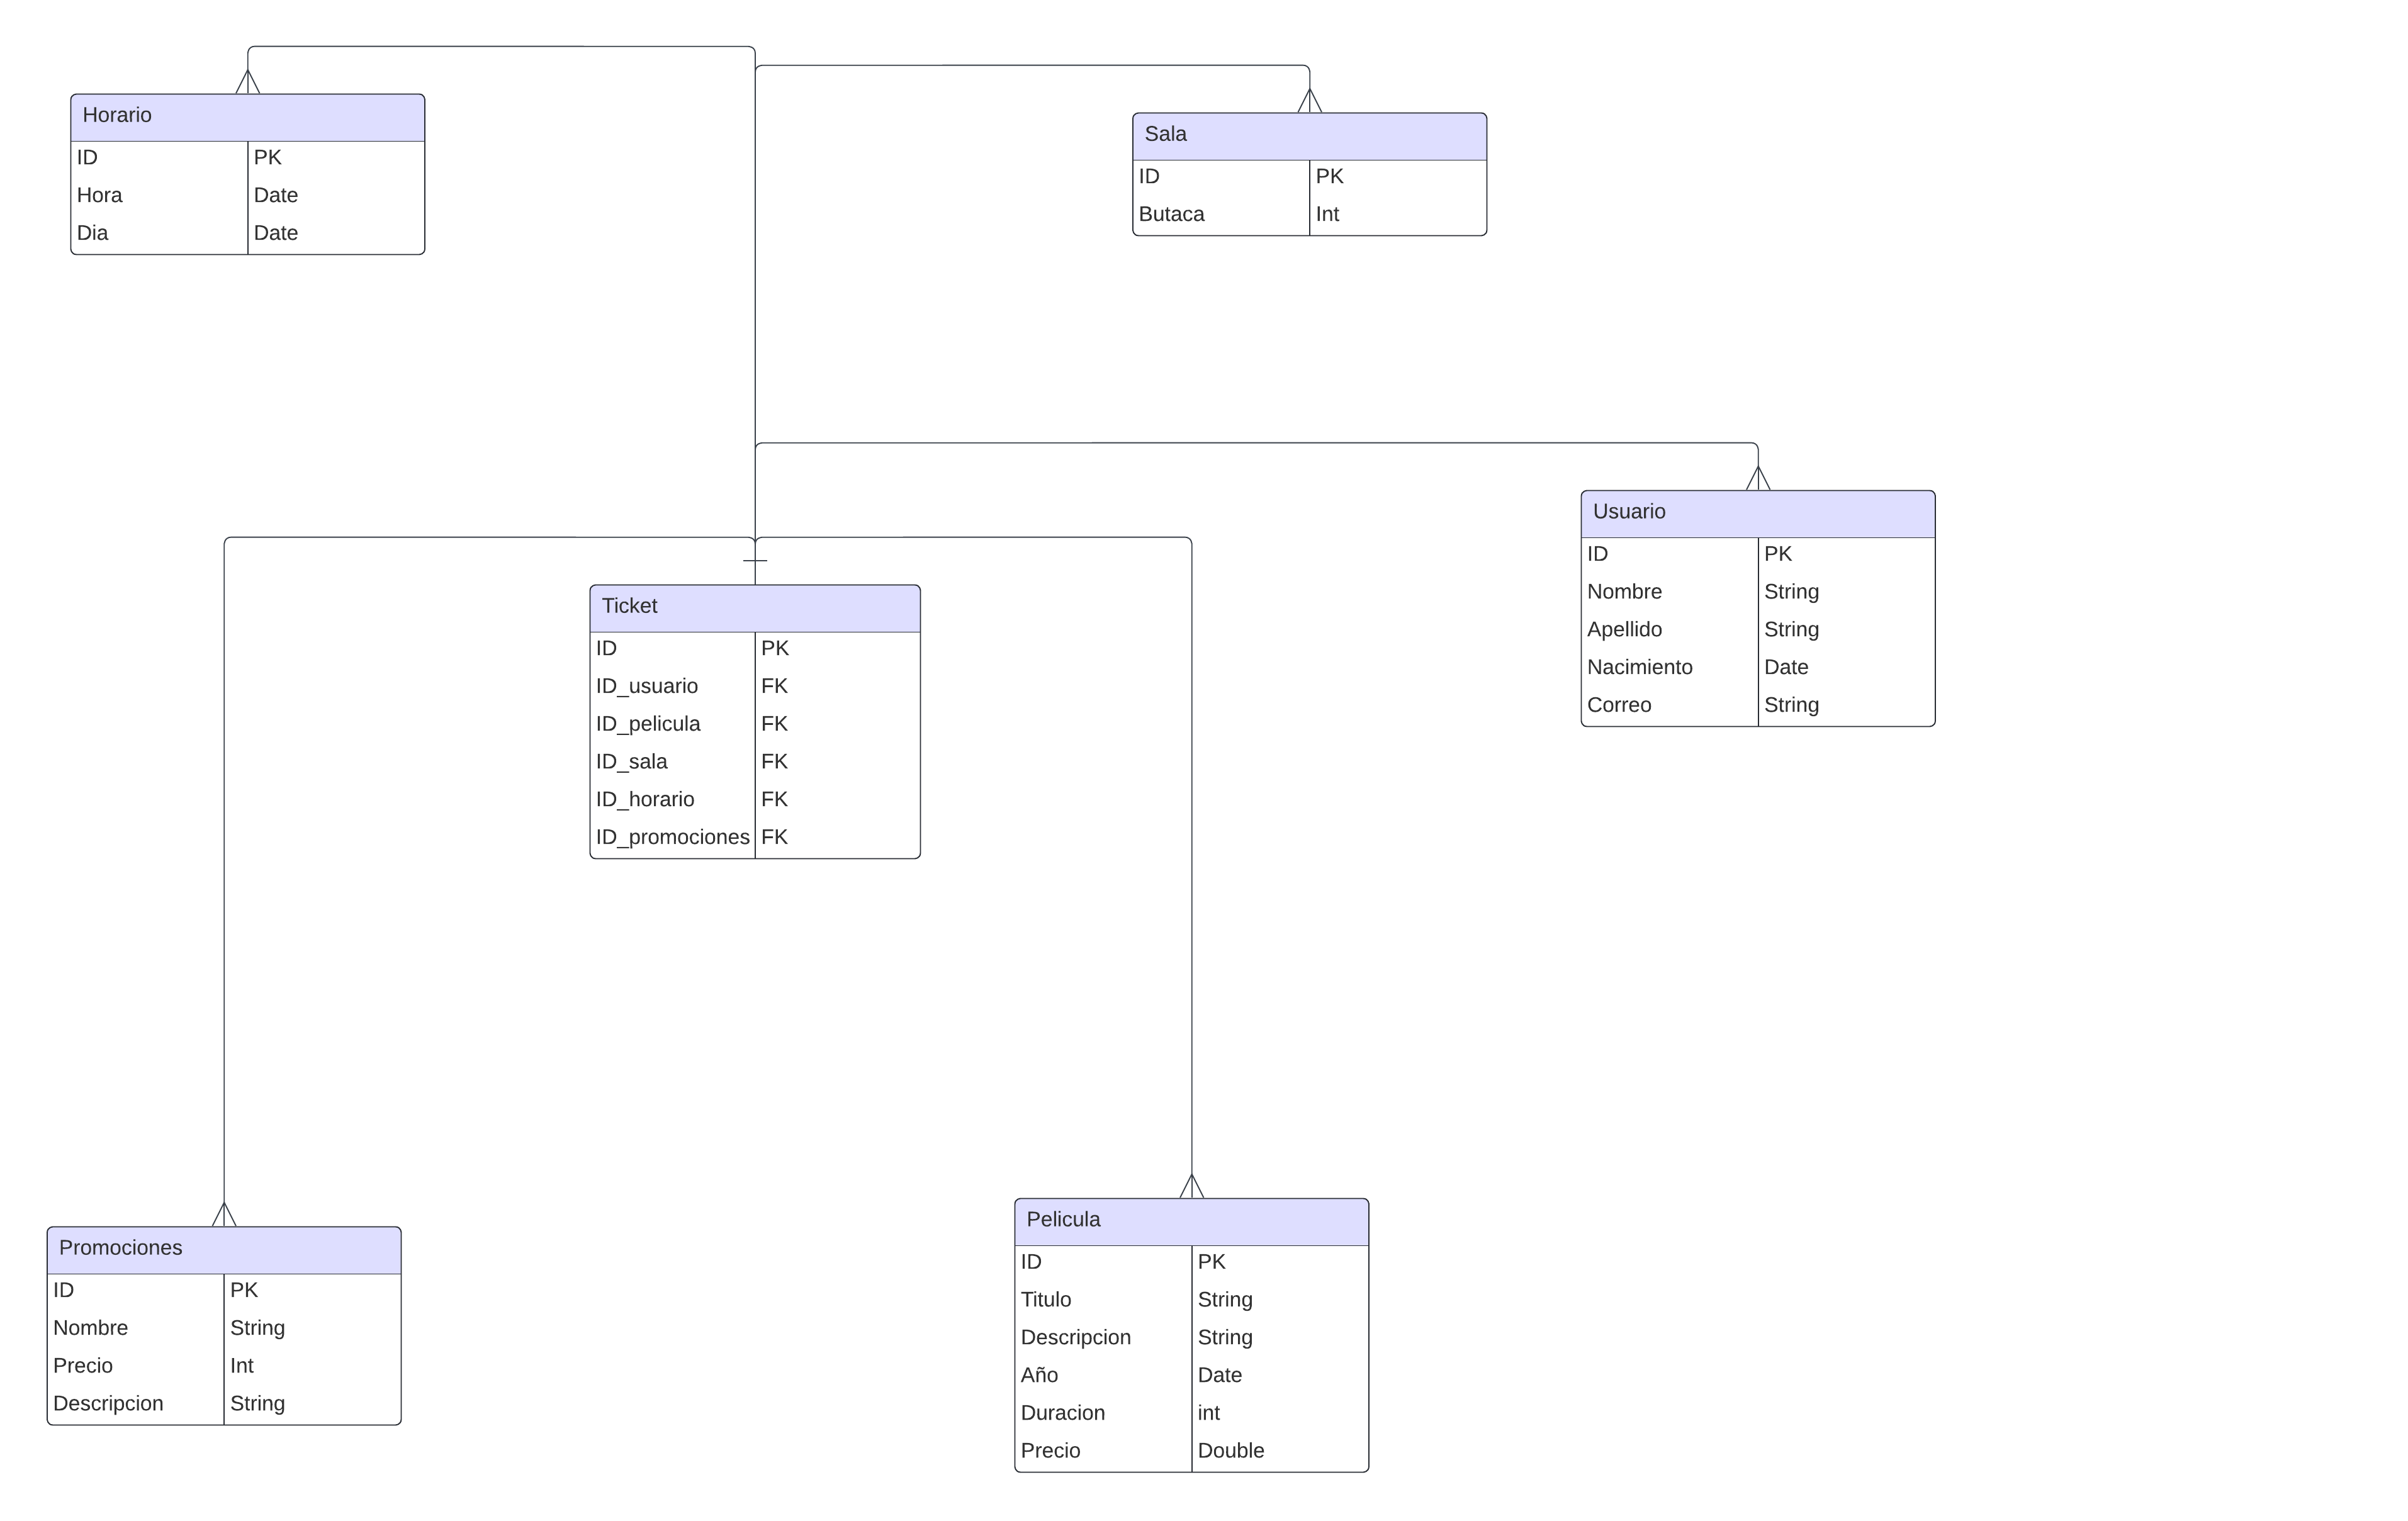 Horario
ID PK
Hora Date
Dia Date
Sala
ID PK
Butaca Int
Usuario
ID PK
Nombre String
Apellido String
Nacimiento Date
Correo String
Ticket
ID PK
ID_usuario FK
ID_pelicula FK
ID_sala FK
ID_horario FK
ID_promociones FK
Promociones
ID PK
Nombre String
Precio Int
Descripcion String
Pelicula
ID PK
Titulo String
Descripcion String
Año Date
Duracion int
Precio Double